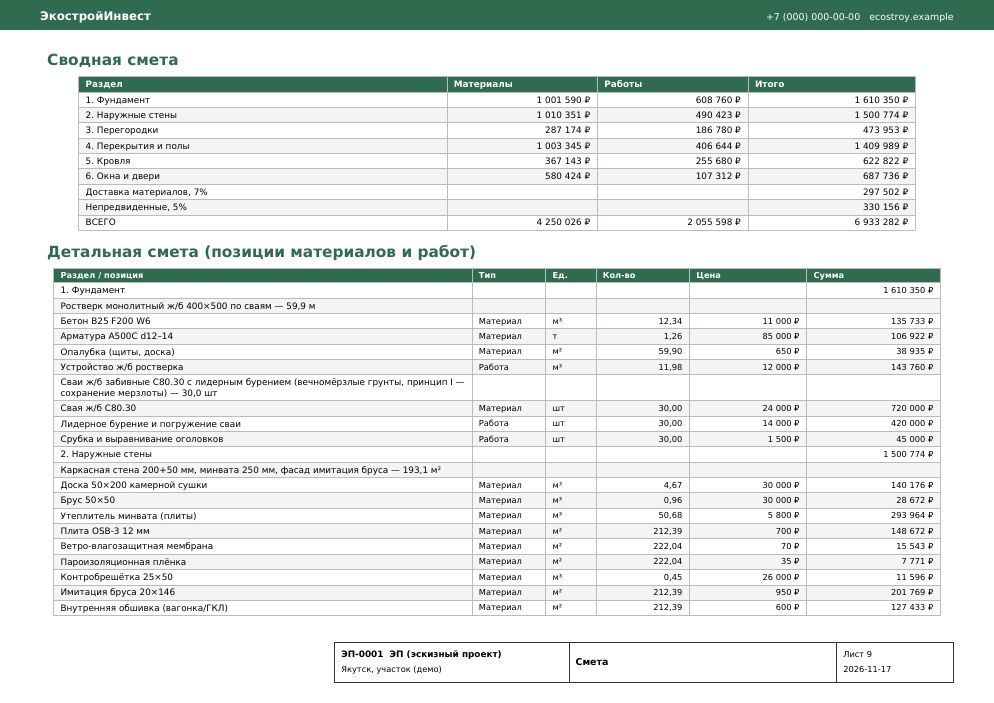 ЭкостройИнвест
+7 (000) 000-00-00 ecostroy.example
Сводная смета
Раздел Материалы Работы Итого
1. Фундамент 1 001 590 ₽ 608 760 ₽ 1 610 350 ₽
2. Наружные стены 1 010 351 ₽ 490 423 ₽ 1 500 774 ₽
3. Перегородки 287 174 ₽ 186 780 ₽ 473 953 ₽
4. Перекрытия и полы 1 003 345 ₽ 406 644 ₽ 1 409 989 ₽
5. Кровля 367 143 ₽ 255 680 ₽ 622 822 ₽
6. Окна и двери 580 424 ₽ 107 312 ₽ 687 736 ₽
Доставка материалов, 7% 297 502 ₽
Непредвиденные, 5% 330 156 ₽
ВСЕГО 4 250 026 ₽ 2 055 598 ₽ 6 933 282 ₽
Детальная смета (позиции материалов и работ)
Раздел / позиция Тип Ед. Кол-во Цена Сумма
1. Фундамент 1 610 350 ₽
Ростверк монолитный ж/б 400×500 по сваям — 59,9 м
Бетон B25 F200 W6 Материал м³ 12,34 11 000 ₽ 135 733 ₽
Арматура А500С d12–14 Материал т 1,26 85 000 ₽ 106 922 ₽
Опалубка (щиты, доска) Материал м² 59,90 650 ₽ 38 935 ₽
Устройство ж/б ростверка Работа м³ 11,98 12 000 ₽ 143 760 ₽
Сваи ж/б забивные С80.30 с лидерным бурением (вечномёрзлые грунты, принцип I —
сохранение мерзлоты) — 30,0 шт
Свая ж/б С80.30 Материал шт 30,00 24 000 ₽ 720 000 ₽
Лидерное бурение и погружение сваи Работа шт 30,00 14 000 ₽ 420 000 ₽
Срубка и выравнивание оголовков Работа шт 30,00 1 500 ₽ 45 000 ₽
2. Наружные стены 1 500 774 ₽
Каркасная стена 200+50 мм, минвата 250 мм, фасад имитация бруса — 193,1 м²
Доска 50×200 камерной сушки Материал м³ 4,67 30 000 ₽ 140 176 ₽
Брус 50×50 Материал м³ 0,96 30 000 ₽ 28 672 ₽
Утеплитель минвата (плиты) Материал м³ 50,68 5 800 ₽ 293 964 ₽
Плита OSB-3 12 мм Материал м² 212,39 700 ₽ 148 672 ₽
Ветро-влагозащитная мембрана Материал м² 222,04 70 ₽ 15 543 ₽
Пароизоляционная плёнка Материал м² 222,04 35 ₽ 7 771 ₽
Контробрешётка 25×50 Материал м³ 0,45 26 000 ₽ 11 596 ₽
Имитация бруса 20×146 Материал м² 212,39 950 ₽ 201 769 ₽
Внутренняя обшивка (вагонка/ГКЛ) Материал м² 212,39 600 ₽ 127 433 ₽
ЭП-0001 ЭП (эскизный проект)
Якутск, участок (демо)
Смета
Лист 9
2026-11-17